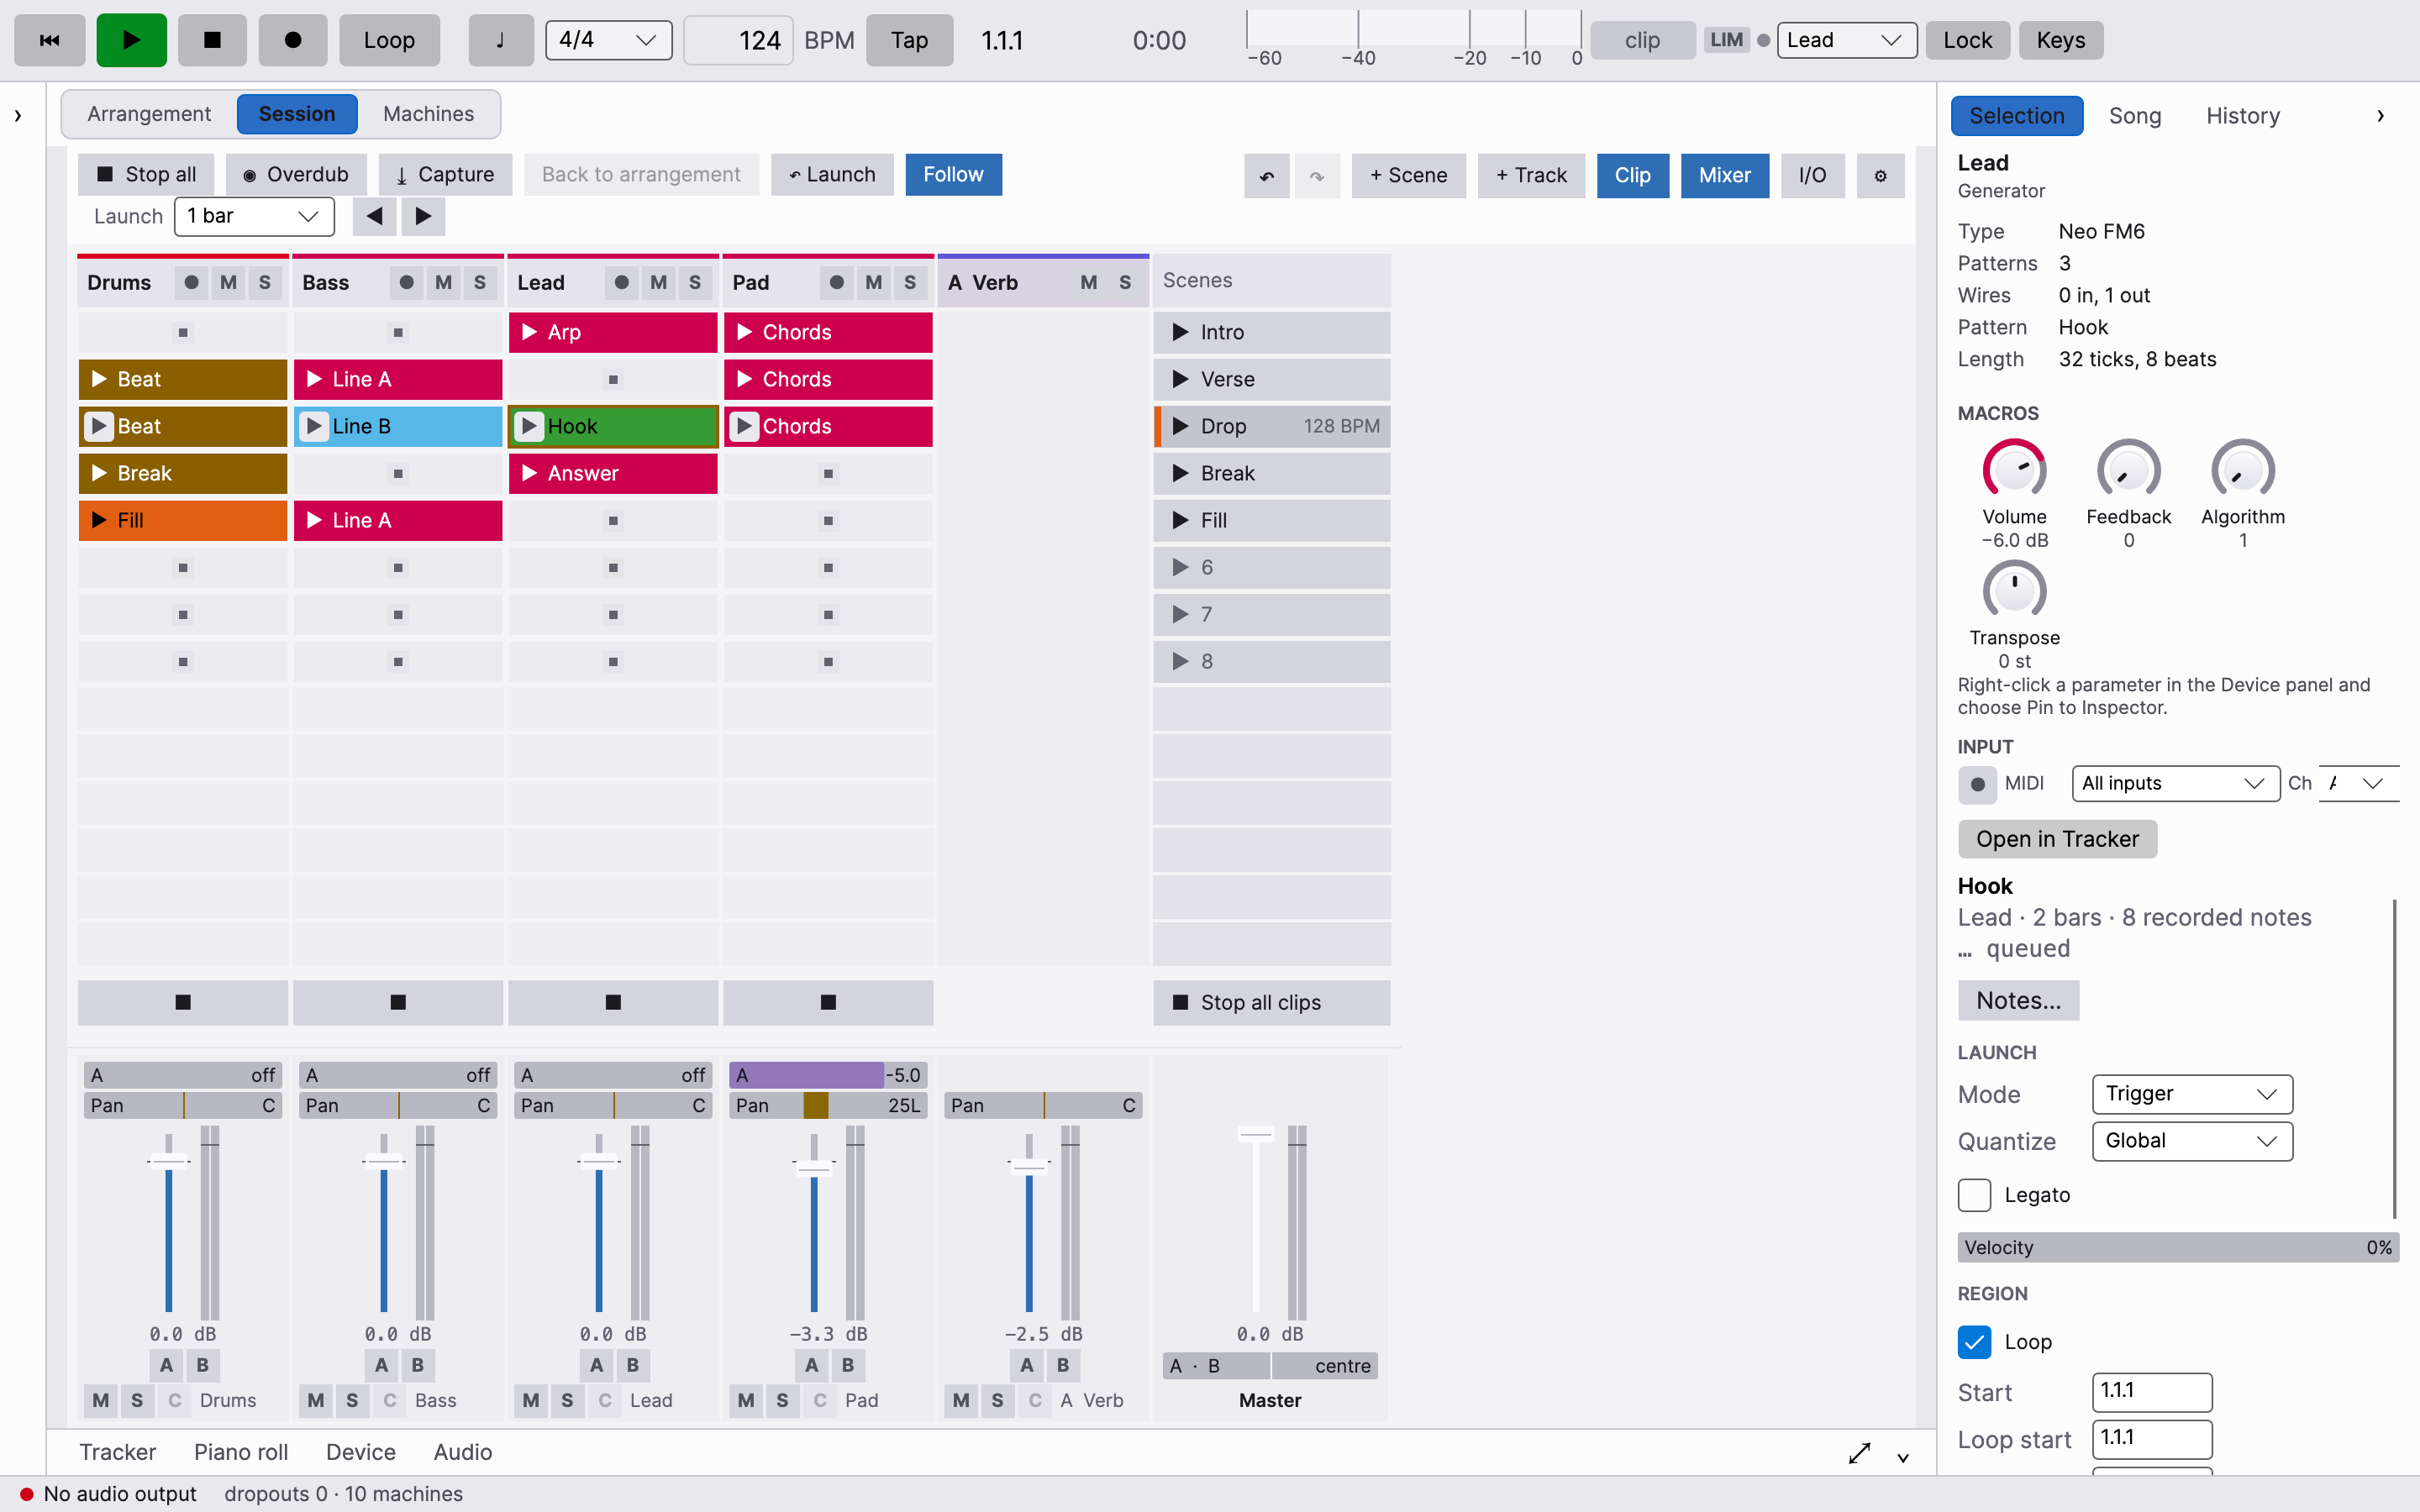 Loop 4/4 124 BPM Tap 1.1.1 0:00 −60 −40 −20 −10 0 clip LIM Lead Lock Keys
Arrangement Session Machines
Stop all Overdub Capture Back to arrangement Launch Follow + Scene + Track Clip Mixer I/O
Launch 1 bar
Drums M S Bass M S Lead M S Pad M S A Verb M S Scenes
Arp Chords Intro
Beat Line A Chords Verse
Beat Line B Hook Chords Drop 128 BPM
Break Answer Break
Fill Line A Fill
6
7
8
Stop all clips
A off A off A off A -5.0
Pan C Pan C Pan C Pan 25L Pan C
0.0 dB 0.0 dB 0.0 dB −3.3 dB −2.5 dB 0.0 dB
A B A B A B A B A B A · B centre
M S C Drums M S C Bass M S C Lead M S C Pad M S C A Verb Master
Tracker Piano roll Device Audio
No audio output dropouts 0 · 10 machines
Selection Song History
Lead
Generator
Type Neo FM6
Patterns 3
Wires 0 in, 1 out
Pattern Hook
Length 32 ticks, 8 beats
MACROS
Volume Feedback Algorithm
−6.0 dB 0 1
Transpose
0 st
Right-click a parameter in the Device panel and
choose Pin to Inspector.
INPUT
MIDI All inputs Ch
Open in Tracker
Hook
Lead · 2 bars · 8 recorded notes
… queued
Notes...
LAUNCH
Mode Trigger
Quantize Global
Legato
Velocity 0%
REGION
Loop
Start 1.1.1
Loop start 1.1.1